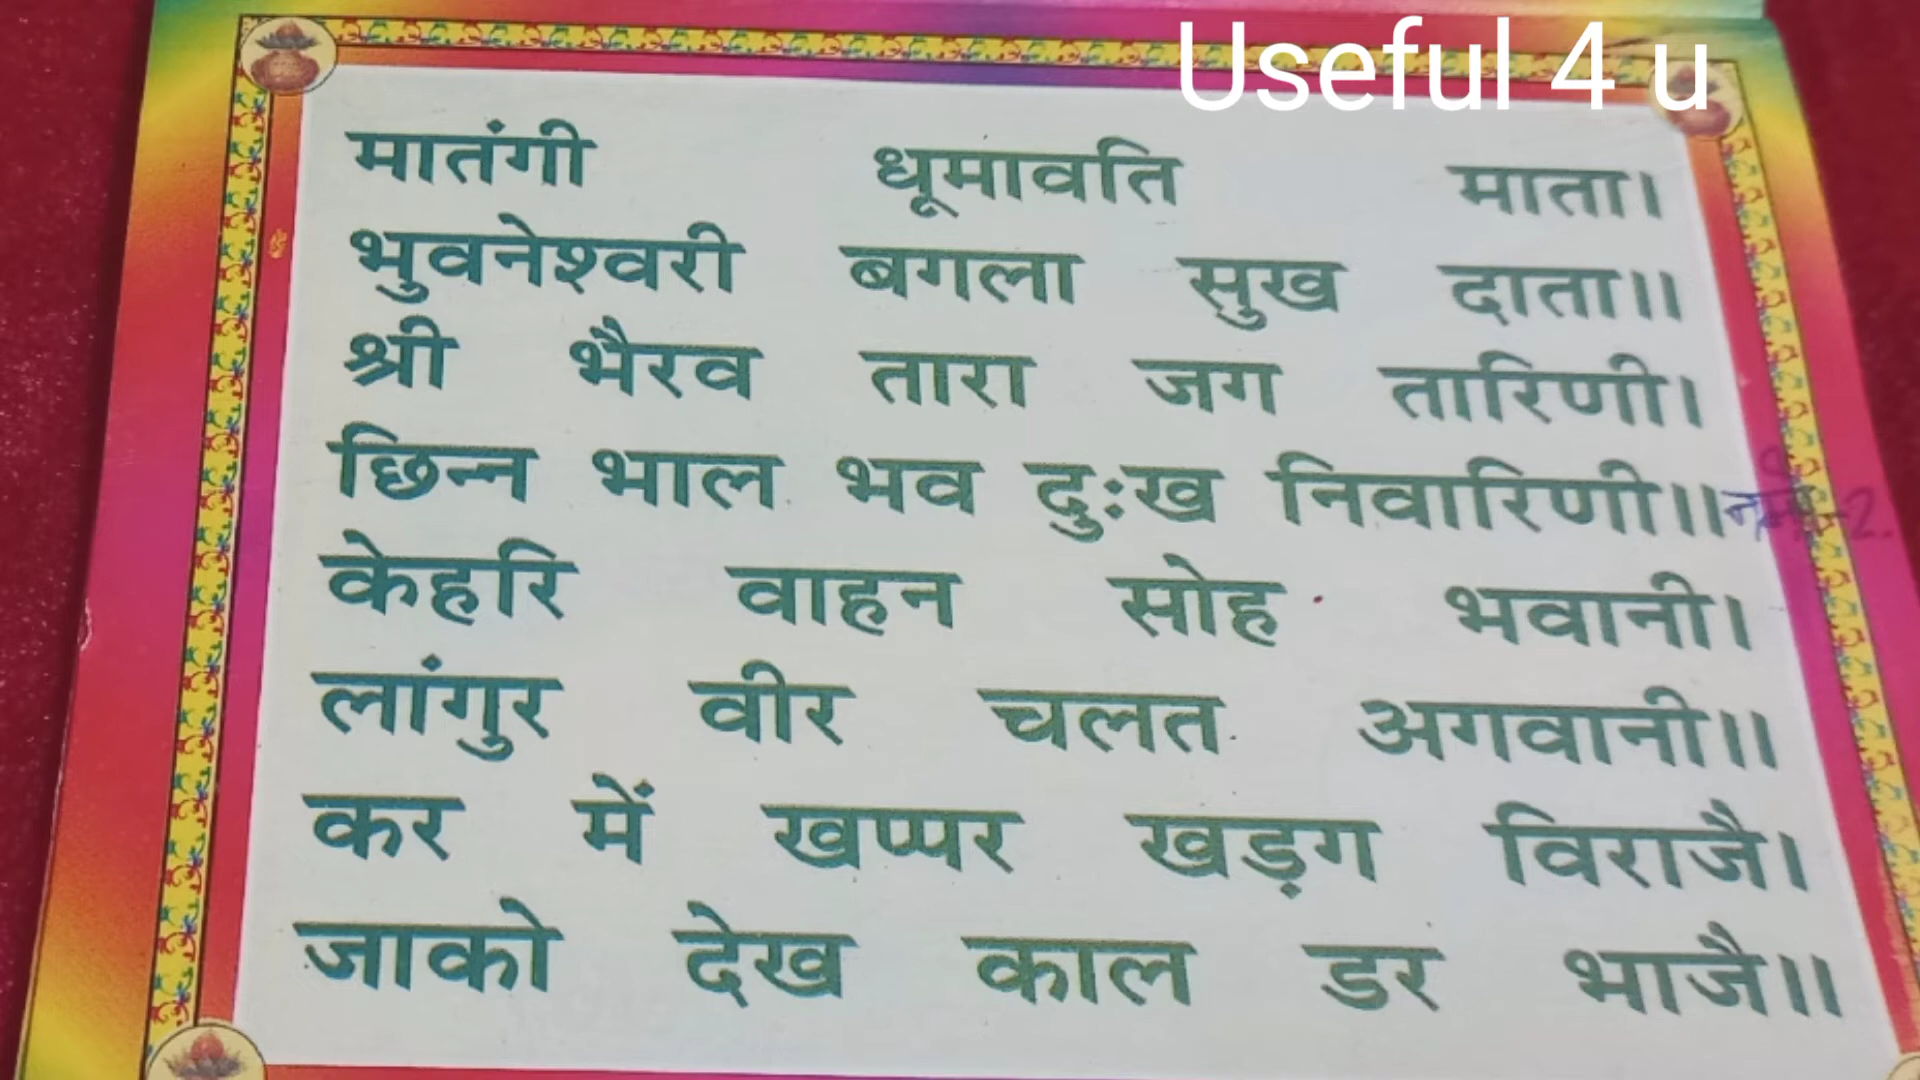 Useful 4 u
मातंगी धूमावति माता।
भुवनेश्वरी बगला सुख दाता॥
श्री भैरव तारा जग तारिणी।
छिन्न भाल भव दुःख निवारिणी॥
केहरि वाहन सोह भवानी।
लांगुर वीर चलत अगवानी॥
कर में खप्पर खड़ग विराजै।
जाको देख काल डर भाजै॥